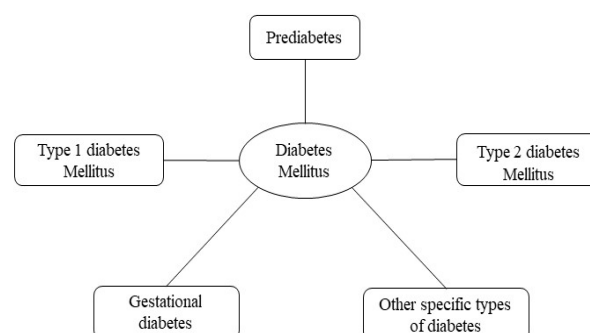 Prediabetes
Type 1 diabetes
Mellitus
Diabetes
Mellitus
Type 2 diabetes
Mellitus
Gestational
diabetes
Other specific types
of diabetes